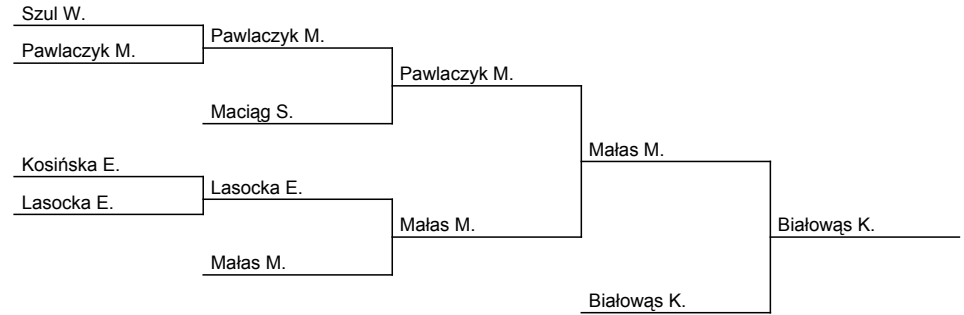 Szul W.
Pawlaczyk M.
Pawlaczyk M.
Pawlaczyk M.
Maciąg S.
Małas M.
Kosińska E.
Lasocka E.
Lasocka E.
Małas M.
Białowąs K.
Małas M.
Białowąs K.